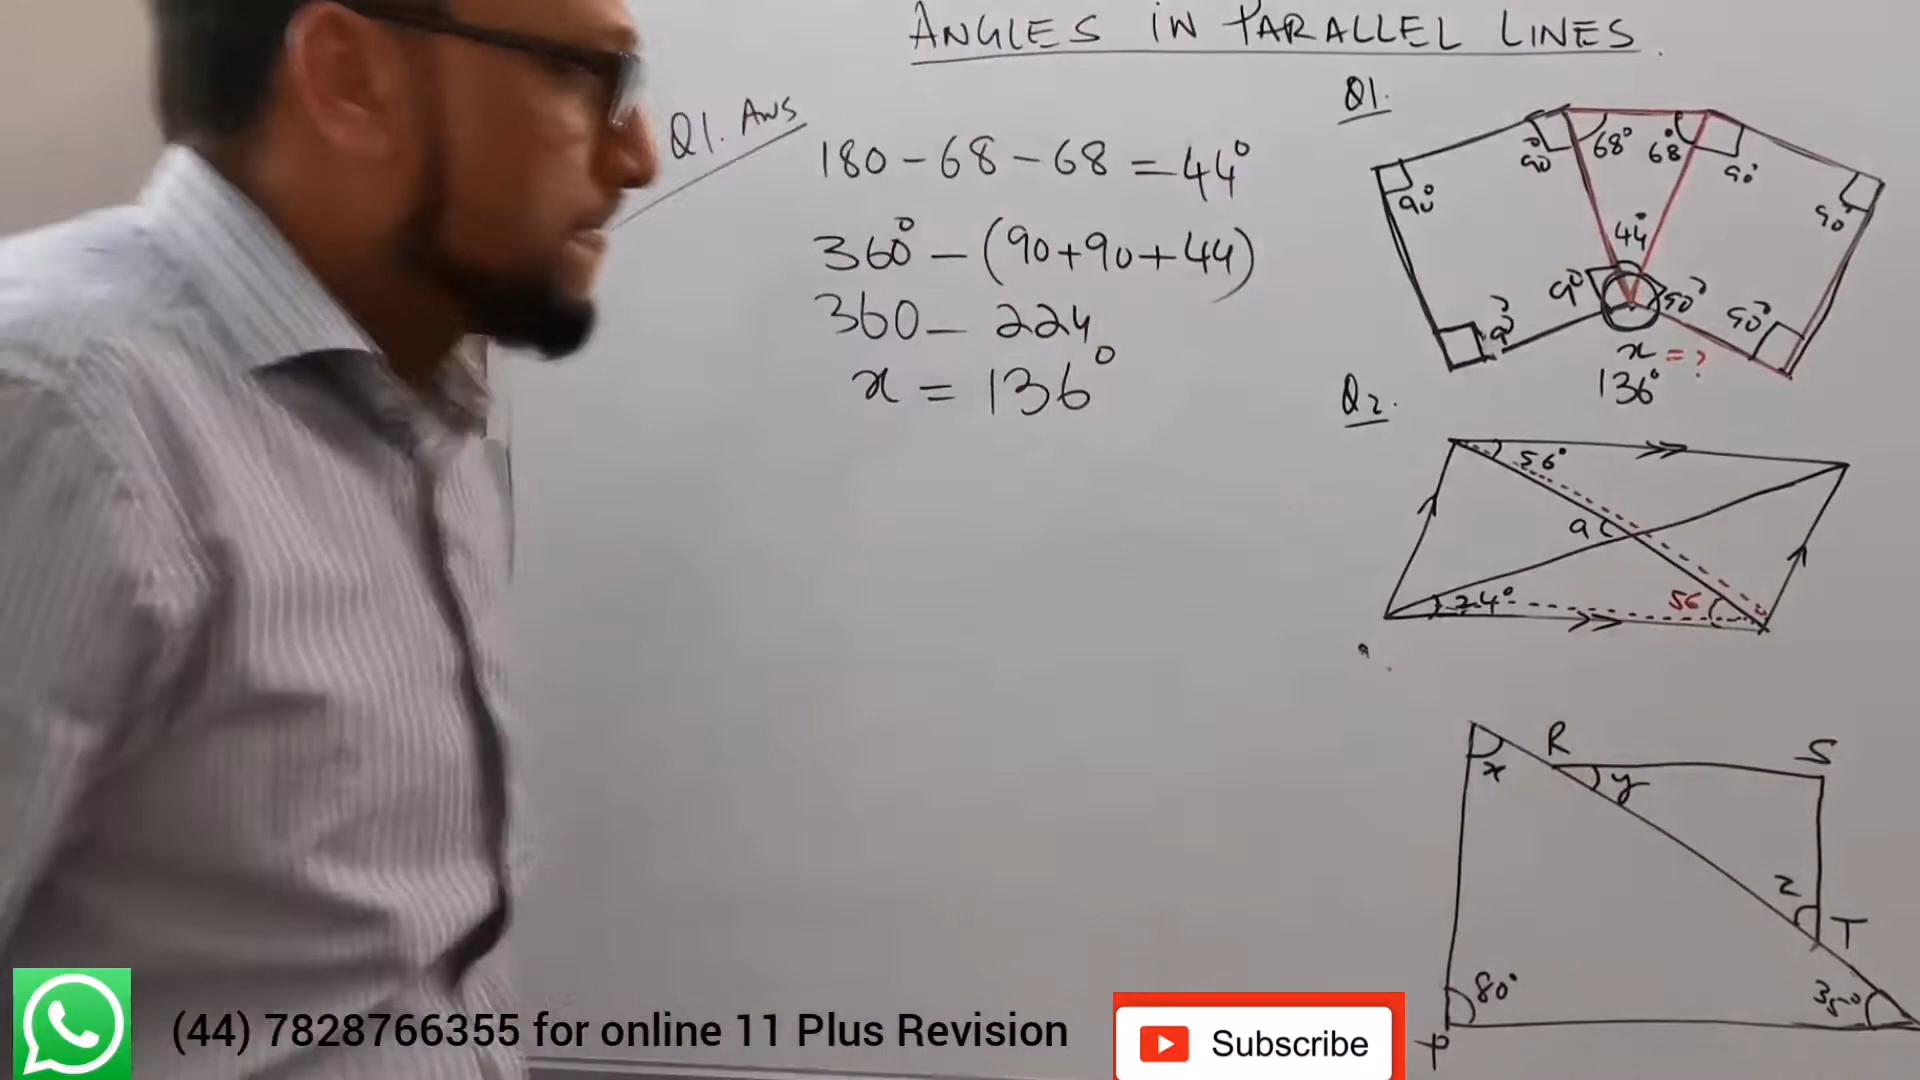 ANGLES IN PARALLEL LINES.
Q1. Ans
180 - 68 - 68 = 44°
360° - (90+90+44)
360 - 224
x = 136°
Q1.
90° 68° 68° 90°
90° 90°
44°
90° 90° 90°
90°
x = ?
136°
Q2.
56°
a
24° 56
R S
x y
z
T
80° 35°
P
(44) 7828766355 for online 11 Plus Revision
Subscribe